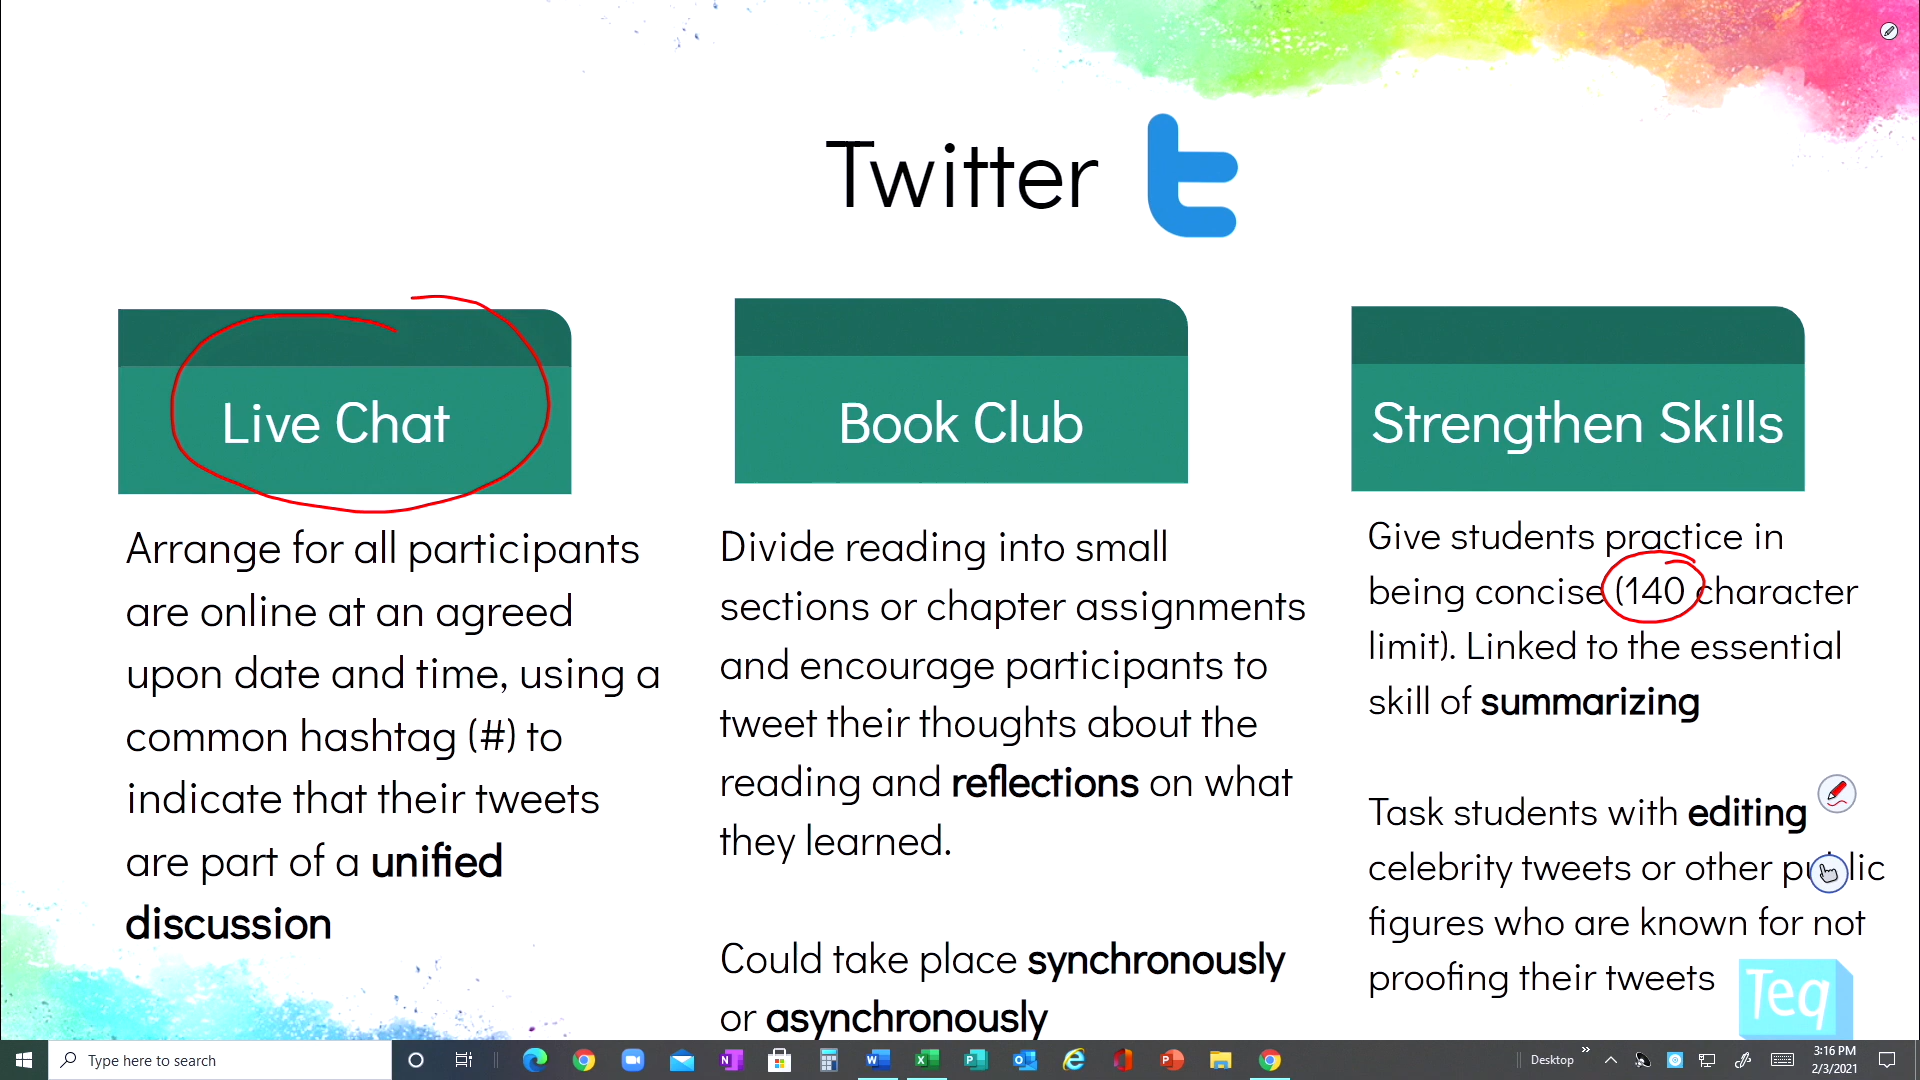 Twitter
Live Chat
Arrange for all participants
are online at an agreed
upon date and time, using a
common hashtag (#) to
indicate that their tweets
are part of a unified
discussion
Book Club
Divide reading into small
sections or chapter assignments
and encourage participants to
tweet their thoughts about the
reading and reflections on what
they learned.
Could take place synchronously
or asynchronously
Strengthen Skills
Give students practice in
being concise (140 character
limit). Linked to the essential
skill of summarizing
Task students with editing
celebrity tweets or other public
figures who are known for not
proofing their tweets
Teq
Type here to search
Desktop
3:16 PM
2/3/2021